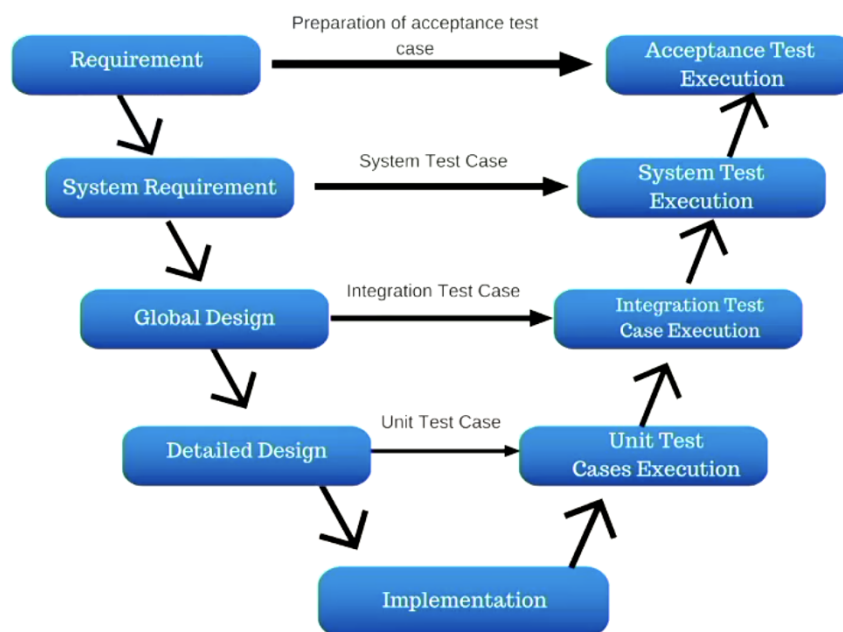 Preparation of acceptance test
case
Requirement
Acceptance Test
Execution
System Test Case
System Requirement
System Test
Execution
Integration Test Case
Global Design
Integration Test
Case Execution
Unit Test Case
Detailed Design
Unit Test
Cases Execution
Implementation